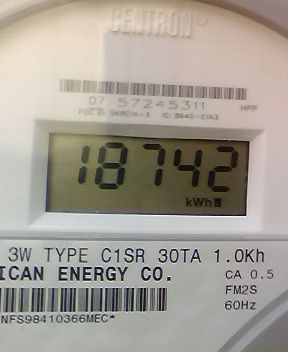 CENTRON®
07 57245311
18742
kWh
3W TYPE C1SR 30TA 1.0Kh
ICAN ENERGY CO.
CA 0.5
FM2S
60Hz
NFS98410366MEC*